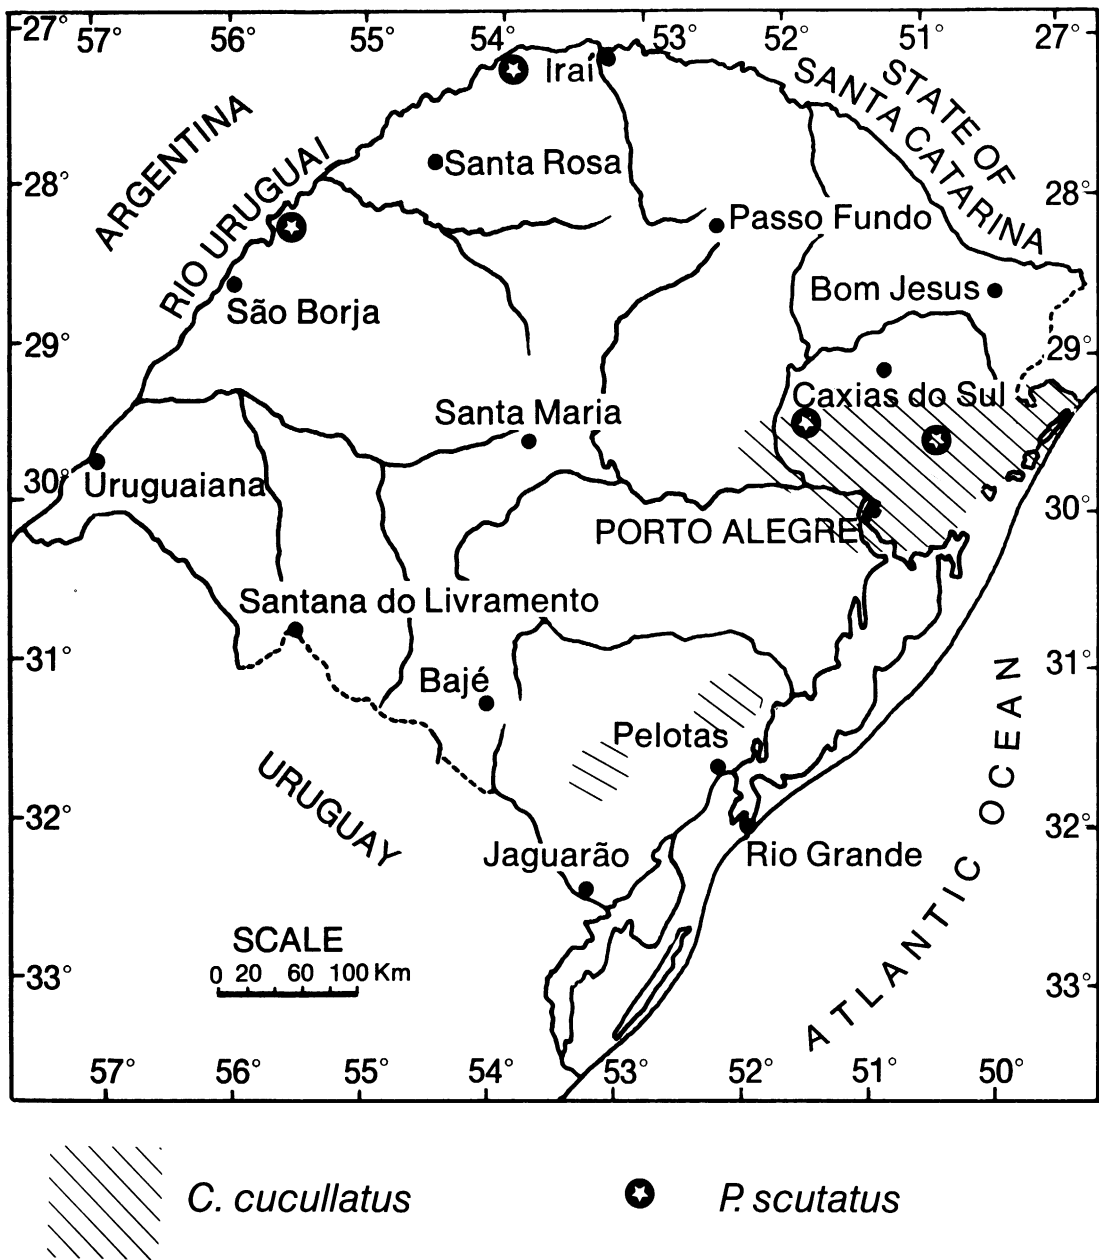 27° 57° 56° 55° 54° 53° 52° 51° 27°
Iraí
STATE OF
SANTA CATARINA
ARGENTINA
RIO URUGUAI
Santa Rosa
28° 28°
Passo Fundo
Bom Jesus
São Borja
29° 29°
Caxias do Sul
Santa Maria
30° Uruguaiana
30°
PORTO ALEGRE
Santana do Livramento
31° 31°
Bajé
Pelotas
URUGUAY
32° 32°
Jaguarão
Rio Grande
ATLANTIC OCEAN
SCALE
0 20 60 100 Km
33° 33°
57° 56° 55° 54° 53° 52° 51° 50°
C. cucullatus
P. scutatus